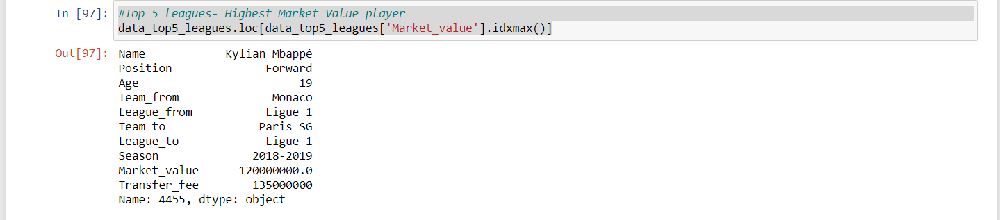 In [97]: #Top 5 leagues- Highest Market Value player
data_top5_leagues.loc[data_top5_leagues['Market_value'].idxmax()]
Out[97]: Name Kylian Mbappé
Position Forward
Age 19
Team_from Monaco
League_from Ligue 1
Team_to Paris SG
League_to Ligue 1
Season 2018-2019
Market_value 120000000.0
Transfer_fee 135000000
Name: 4455, dtype: object